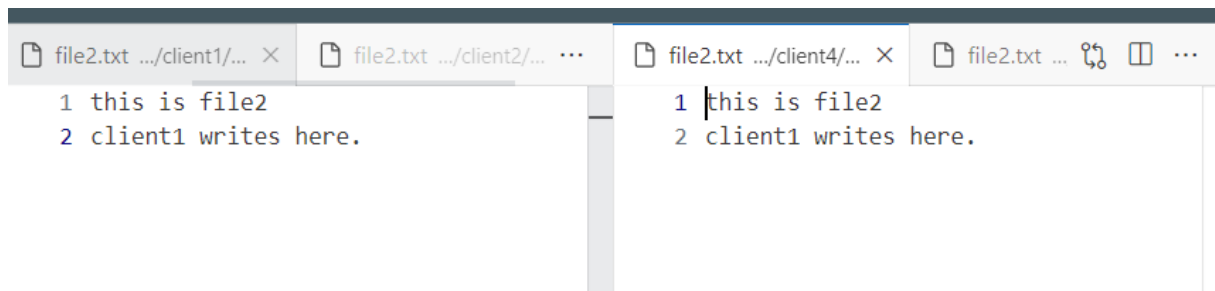 file2.txt .../client1/...
file2.txt .../client2/... ...
1 this is file2
2 client1 writes here.
file2.txt .../client4/...
file2.txt ... ...
1 this is file2
2 client1 writes here.